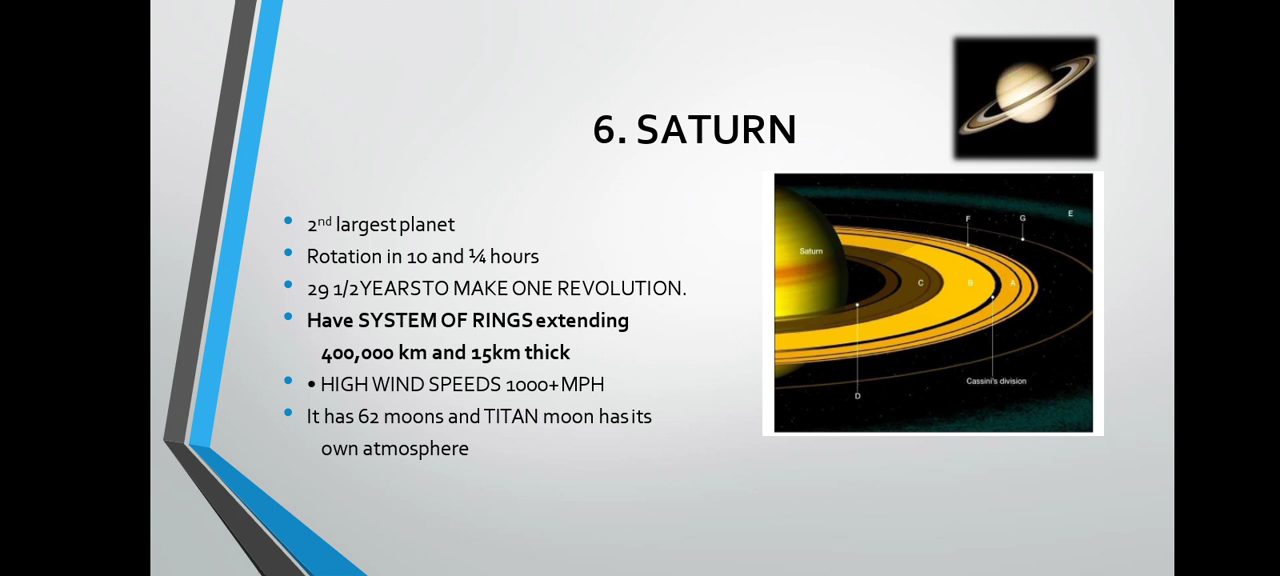 6. SATURN
2nd largest planet
Rotation in 10 and ¼ hours
29 1/2YEARSTO MAKE ONE REVOLUTION.
Have SYSTEM OF RINGS extending
400,000 km and 15km thick
• HIGH WIND SPEEDS 1000+MPH
It has 62 moons and TITAN moon has its
own atmosphere
F
G
E
Saturn
C
B
A
Cassini's division
D